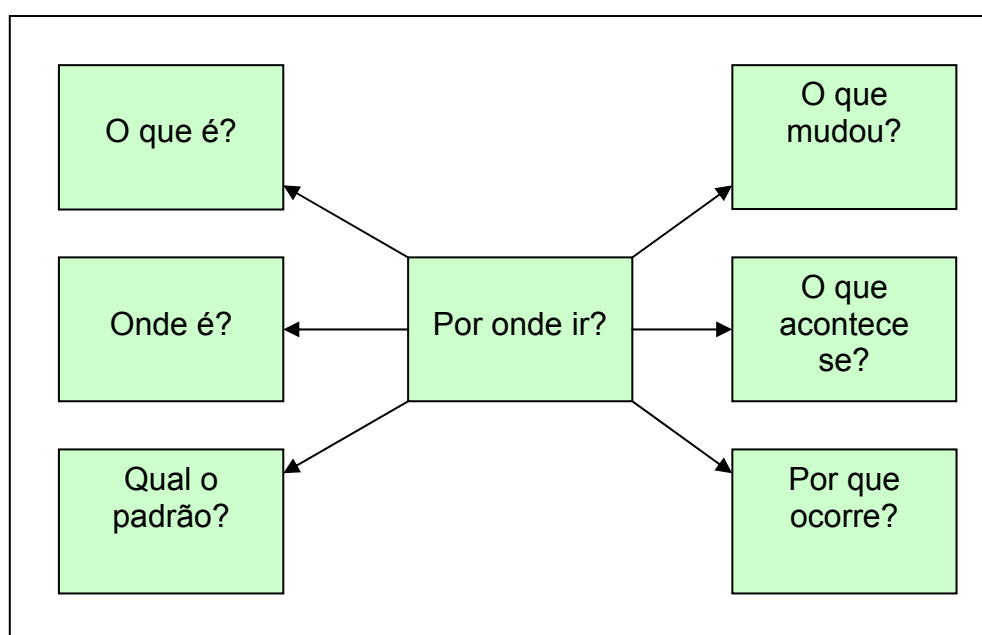 O que é?
Onde é?
Qual o
padrão?
Por onde ir?
O que
mudou?
O que
acontece
se?
Por que
ocorre?